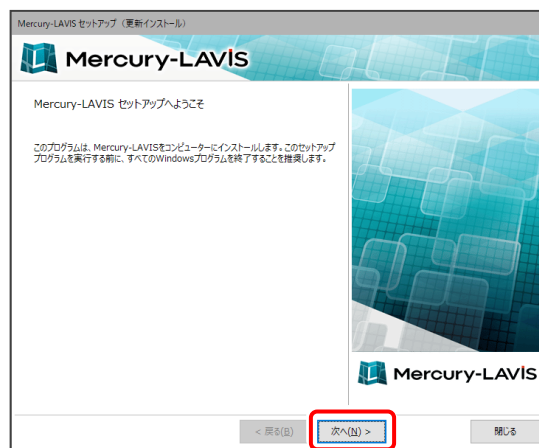 Mercury-LAVIS セットアップ（更新インストール）
Mercury-LAVIS
Mercury-LAVIS セットアップへようこそ
このプログラムは、Mercury-LAVISをコンピューターにインストールします。このセットアップ
プログラムを実行する前に、すべてのWindowsプログラムを終了することを推奨します。
Mercury-LAVIS
< 戻る(B)
次へ(N) >
閉じる